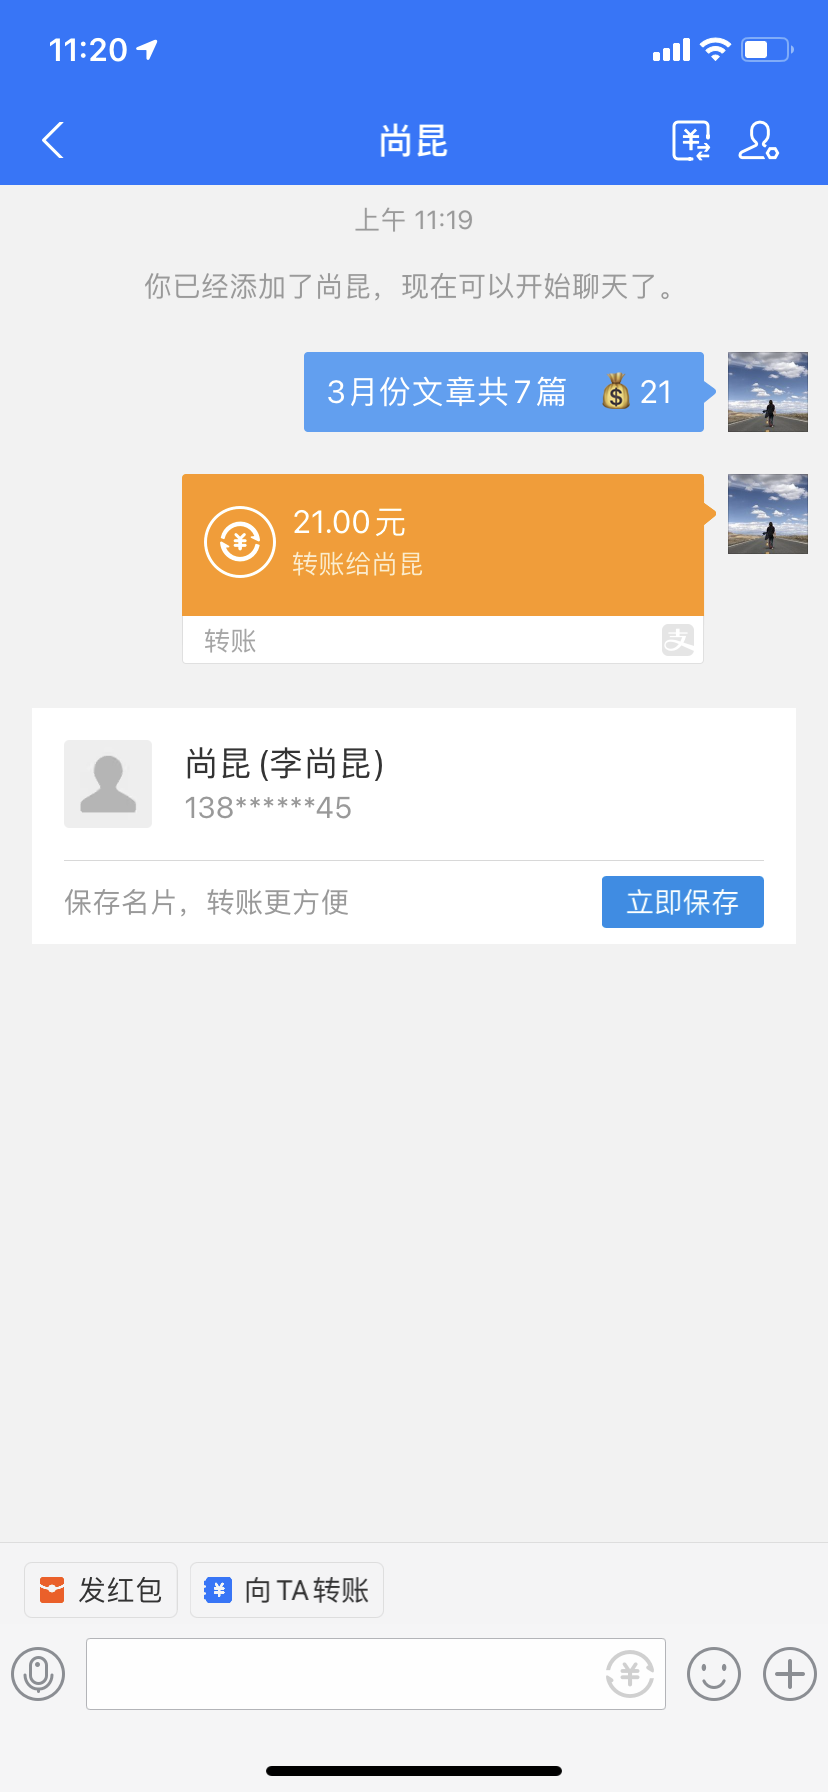 11:20
尚昆
上午 11:19
你已经添加了尚昆，现在可以开始聊天了。
3月份文章共7篇 💰21
21.00元
转账给尚昆
转账
支
尚昆 (李尚昆)
138******45
保存名片，转账更方便
立即保存
发红包
向TA转账